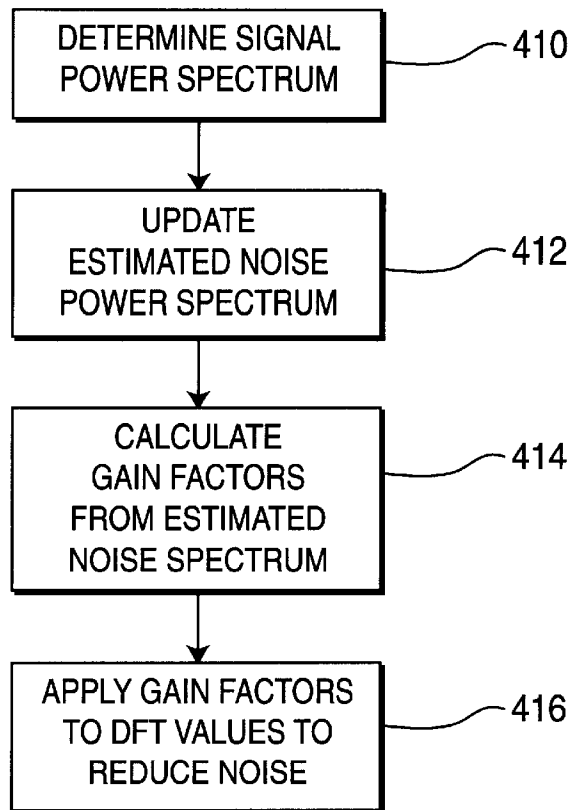 DETERMINE SIGNAL
POWER SPECTRUM
410
UPDATE
ESTIMATED NOISE
POWER SPECTRUM
412
CALCULATE
GAIN FACTORS
FROM ESTIMATED
NOISE SPECTRUM
414
APPLY GAIN FACTORS
TO DFT VALUES TO
REDUCE NOISE
416